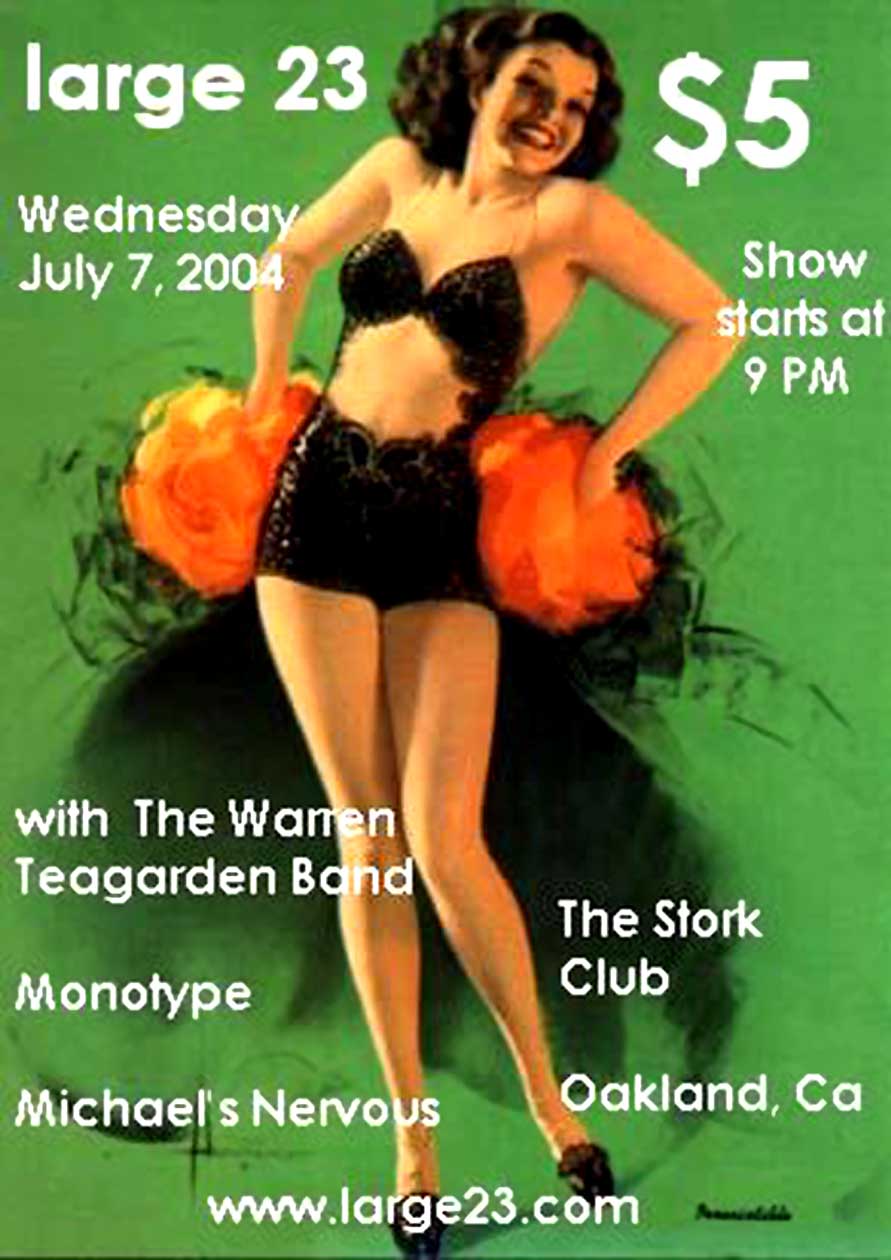 large 23
$5
Wednesday
July 7, 2004
Show
starts at
9 PM
with The Warren
Teagarden Band
Monotype
Michael's Nervous
The Stork
Club
Oakland, Ca
www.large23.com